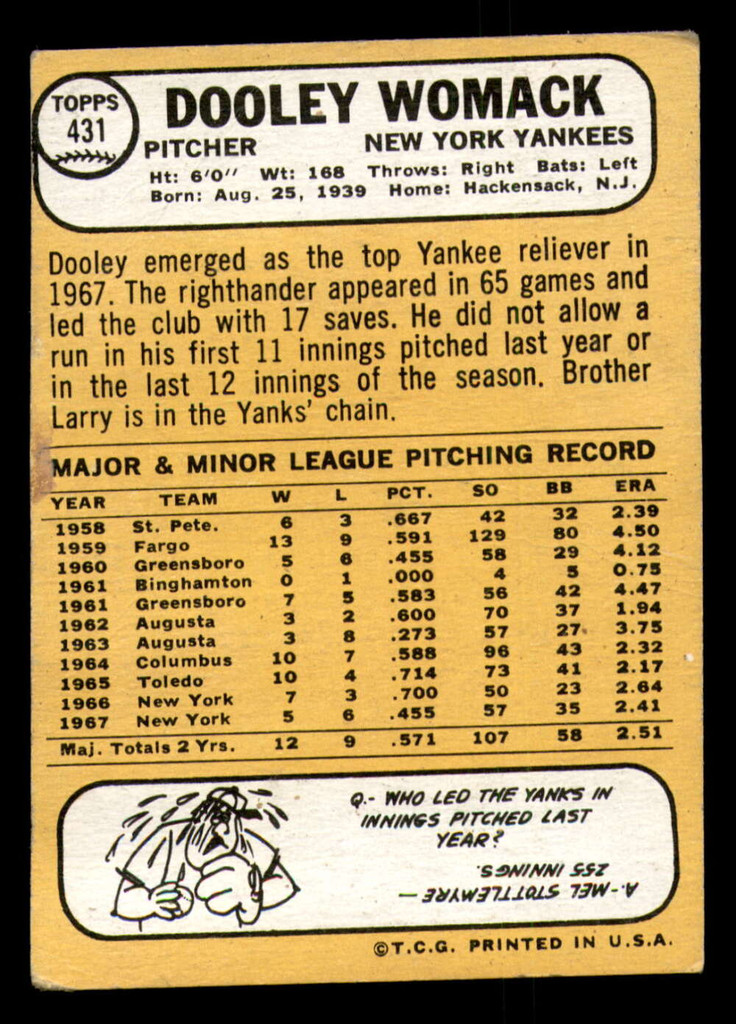 TOPPS
431
DOOLEY WOMACK
PITCHER NEW YORK YANKEES
Ht: 6'0" Wt: 168 Throws: Right Bats: Left
Born: Aug. 25, 1939 Home: Hackensack, N.J.
Dooley emerged as the top Yankee reliever in
1967. The righthander appeared in 65 games and
led the club with 17 saves. He did not allow a
run in his first 11 innings pitched last year or
in the last 12 innings of the season. Brother
Larry is in the Yanks' chain.
MAJOR & MINOR LEAGUE PITCHING RECORD
YEAR TEAM W L PCT. SO BB ERA
1958 St. Pete. 6 3 .667 42 32 2.39
1959 Fargo 13 9 .591 129 80 4.50
1960 Greensboro 5 6 .455 58 29 4.12
1961 Binghamton 0 1 .000 4 5 0.75
1961 Greensboro 7 5 .583 56 42 4.47
1962 Augusta 3 2 .600 70 37 1.94
1963 Augusta 3 8 .273 57 27 3.75
1964 Columbus 10 7 .588 96 43 2.32
1965 Toledo 10 4 .714 73 41 2.17
1966 New York 7 3 .700 50 23 2.64
1967 New York 5 6 .455 57 35 2.41
Maj. Totals 2 Yrs. 12 9 .571 107 58 2.51
Q.- WHO LED THE YANKS IN
INNINGS PITCHED LAST
YEAR?
A.- MEL STOTTLEMYRE —
255 INNINGS.
©T.C.G. PRINTED IN U.S.A.